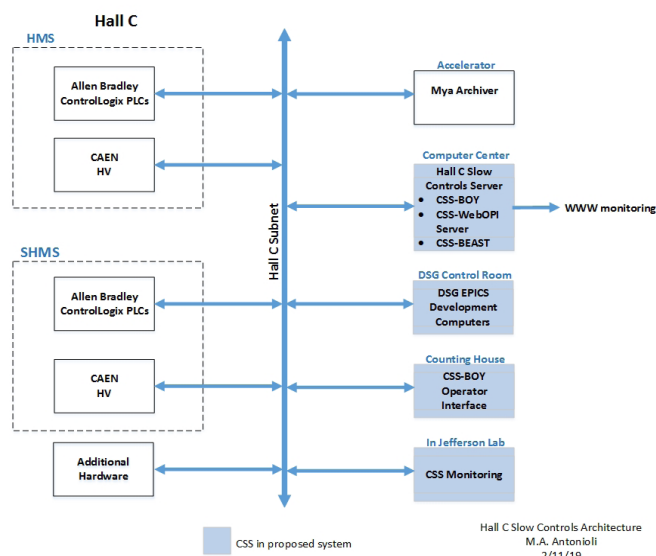 Hall C
HMS
Allen Bradley
ControlLogix PLCs
CAEN
HV
SHMS
Allen Bradley
ControlLogix PLCs
CAEN
HV
Additional
Hardware
Hall C Subnet
Accelerator
Mya Archiver
Computer Center
Hall C Slow
Controls Server
• CSS-BOY
• CSS-WebOPI
Server
• CSS-BEAST
WWW monitoring
DSG Control Room
DSG EPICS
Development
Computers
Counting House
CSS-BOY
Operator
Interface
In Jefferson Lab
CSS Monitoring
CSS in proposed system
Hall C Slow Controls Architecture
M.A. Antonioli
2/11/19